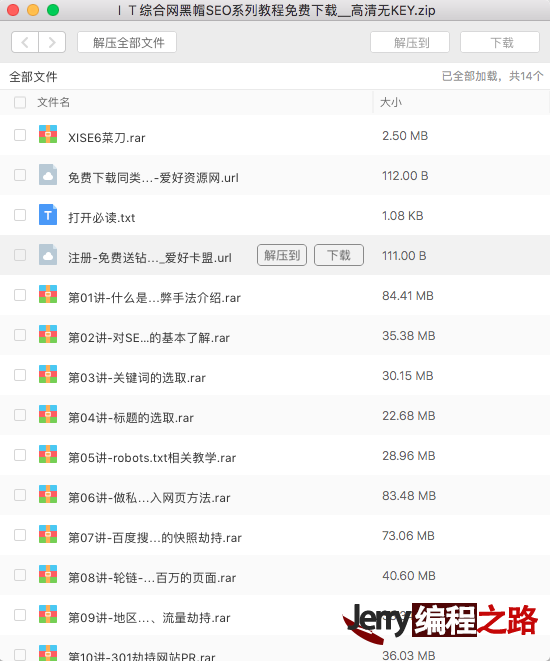 ＩＴ综合网黑帽SEO系列教程免费下载__高清无KEY.zip
解压全部文件 解压到 下载
全部文件 已全部加载，共14个
文件名 大小
XISE6菜刀.rar 2.50 MB
免费下载同类...-爱好资源网.url 112.00 B
打开必读.txt 1.08 KB
注册-免费送钻..._爱好卡盟.url 解压到 下载 111.00 B
第01讲-什么是...弊手法介绍.rar 84.41 MB
第02讲-对SE...的基本了解.rar 35.38 MB
第03讲-关键词的选取.rar 30.15 MB
第04讲-标题的选取.rar 22.68 MB
第05讲-robots.txt相关教学.rar 28.96 MB
第06讲-做私...入网页方法.rar 83.48 MB
第07讲-百度搜...的快照劫持.rar 73.06 MB
第08讲-轮链-...百万的页面.rar 40.60 MB
第09讲-地区...、流量劫持.rar
Jerry编程之路
第10讲-301劫持网站PR.rar 36.03 MB